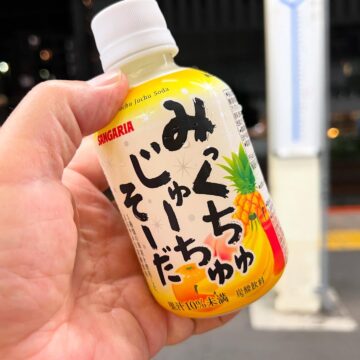 Juchu Soda
SANGARIA
みっくちゅ
じゅーちゅ
そーだ
果汁10%未満 炭酸飲料